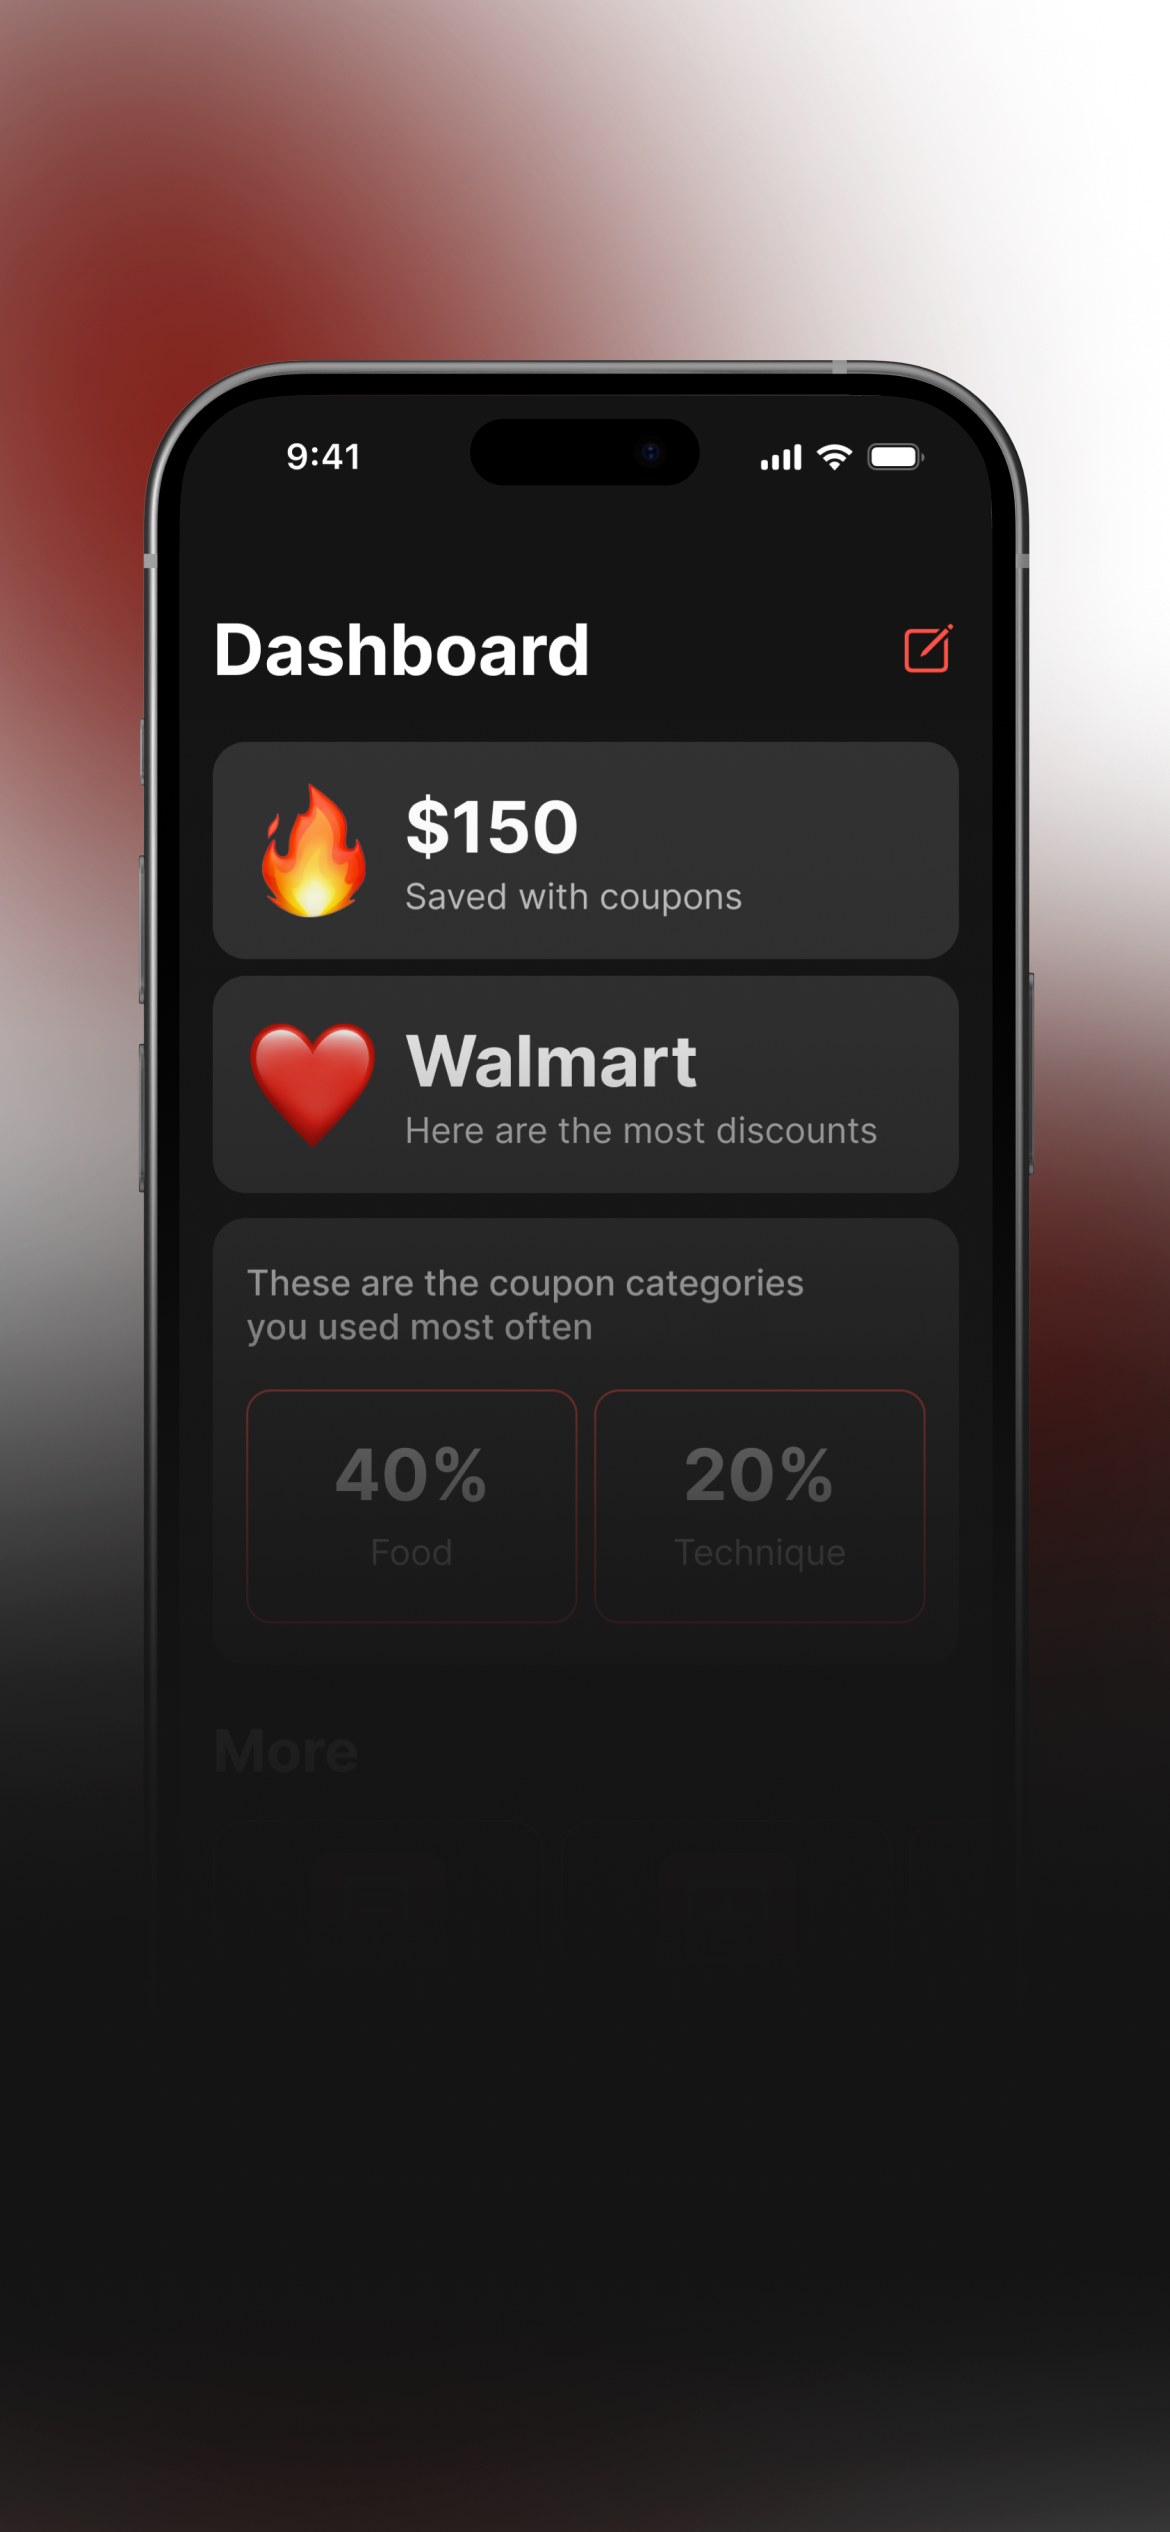 9:41
Dashboard
$150
Saved with coupons
Walmart
Here are the most discounts
These are the coupon categories
you used most often
40%
20%
Food
Technique
More